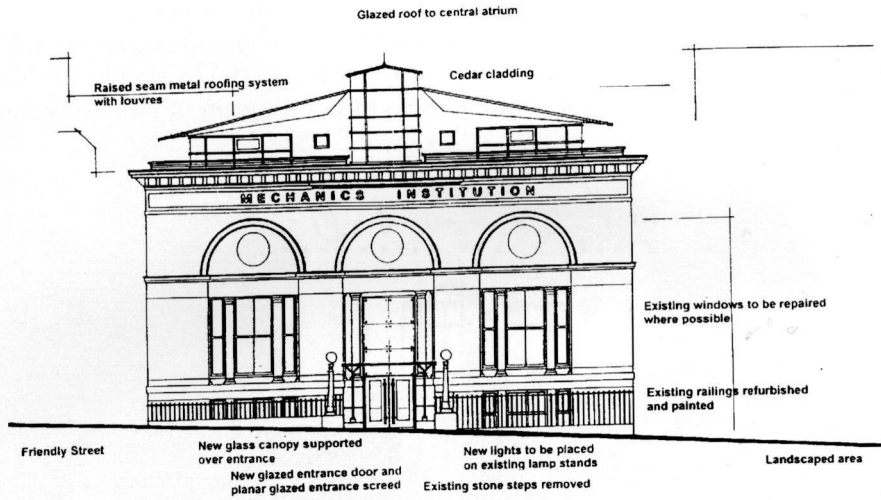 Glazed roof to central atrium
Raised seam metal roofing system
with louvres
Cedar cladding
MECHANICS INSTITUTION
Existing windows to be repaired
where possible
Existing railings refurbished
and painted
Friendly Street
New glass canopy supported
over entrance
New lights to be placed
on existing lamp stands
Landscaped area
New glazed entrance door and
planar glazed entrance screed
Existing stone steps removed